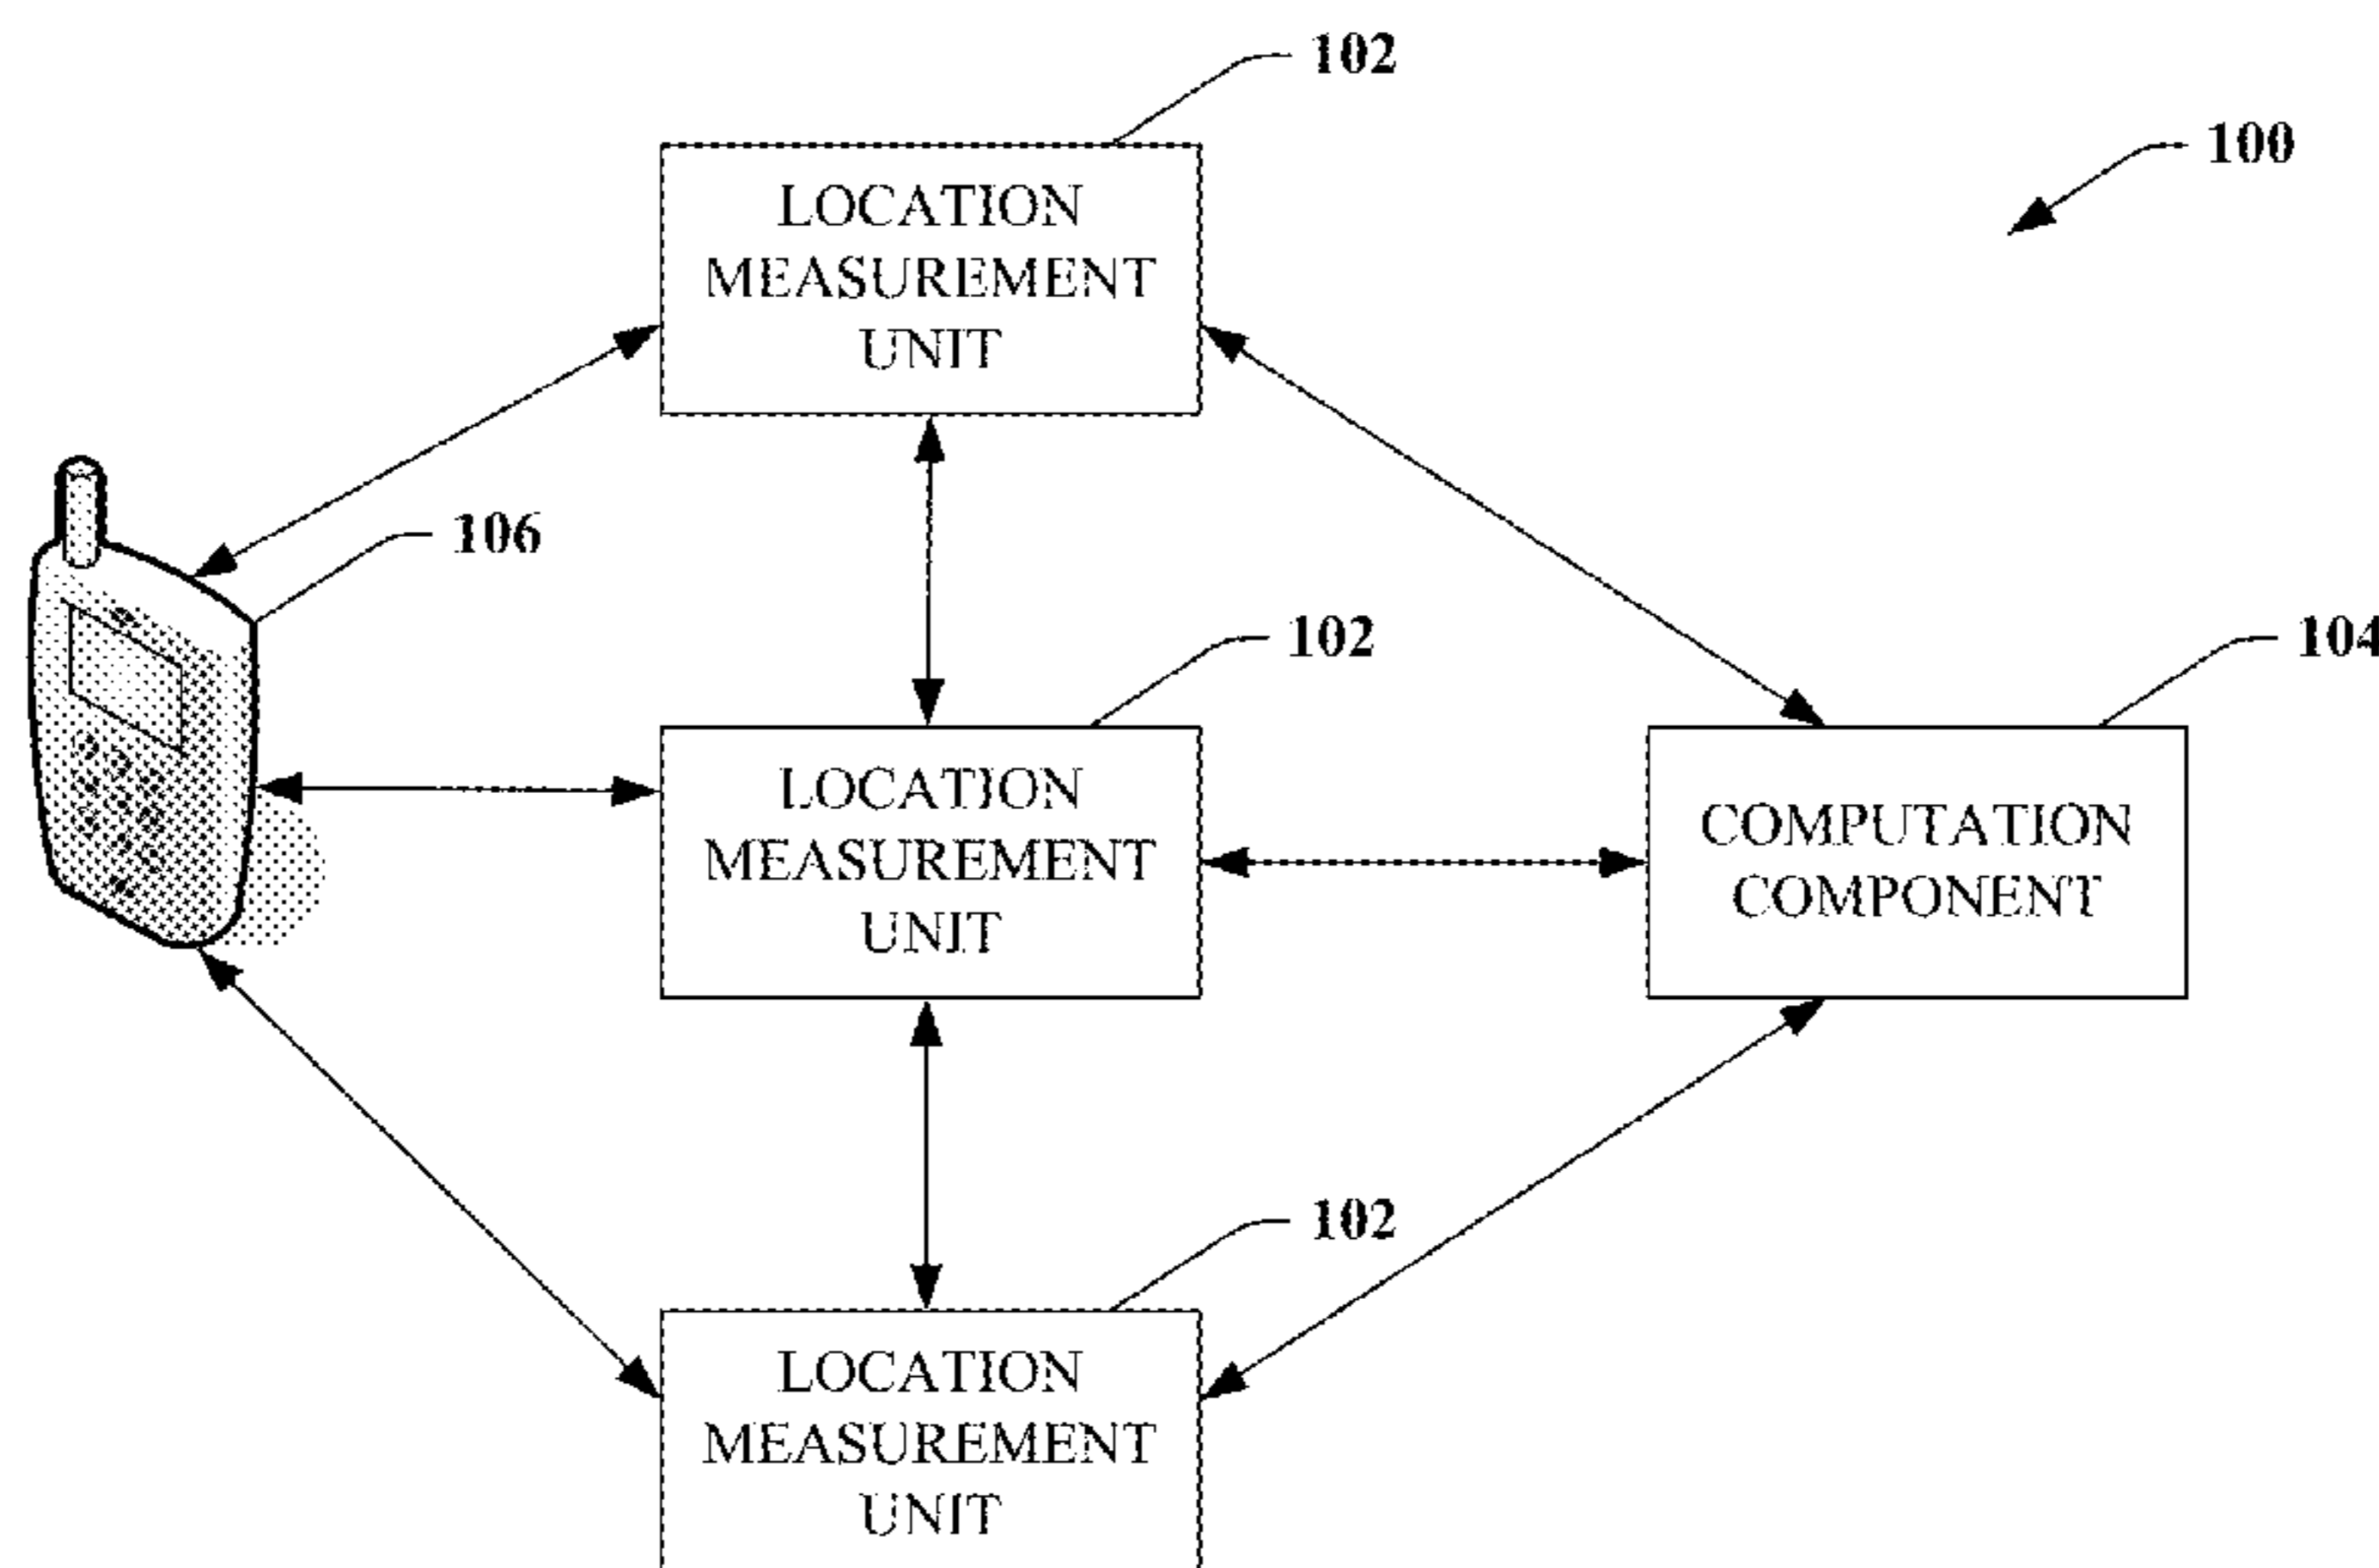 102
100
LOCATION
MEASUREMENT
UNIT
106
102
104
LOCATION
MEASUREMENT
UNIT
COMPUTATION
COMPONENT
102
LOCATION
MEASUREMENT
UNIT